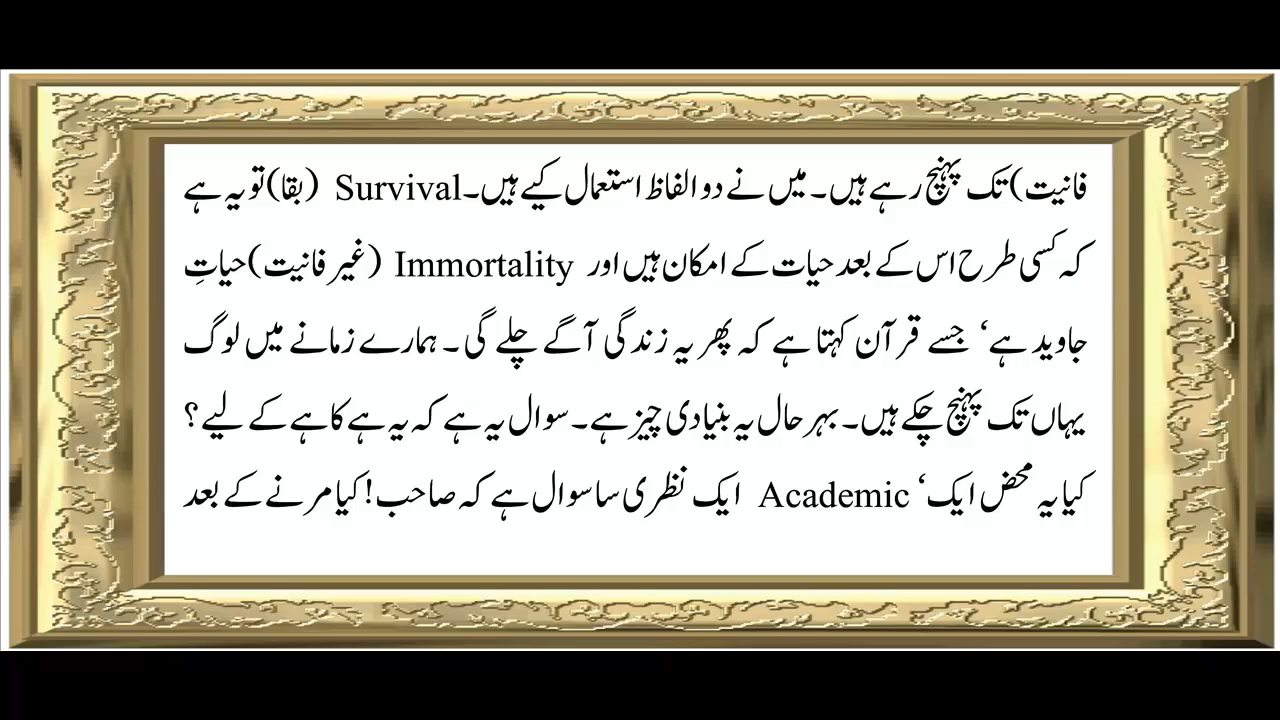 فانیت) تک پہنچ رہے ہیں۔ میں نے دو الفاظ استعمال کیے ہیں۔ Survival (بقا) تو یہ ہے
کہ کسی طرح اس کے بعد حیات کے امکان ہیں اور Immortality (غیر فانیت) حیاتِ
جاوید ہے‘ جسے قرآن کہتا ہے کہ پھر یہ زندگی آگے چلے گی۔ ہمارے زمانے میں لوگ
یہاں تک پہنچ چکے ہیں۔ بہرحال یہ بنیادی چیز ہے۔ سوال یہ ہے کہ یہ ہے کاہے کے لیے؟
کیا یہ محض ایک‘ Academic ایک نظری سا سوال ہے کہ صاحب! کیا مرنے کے بعد